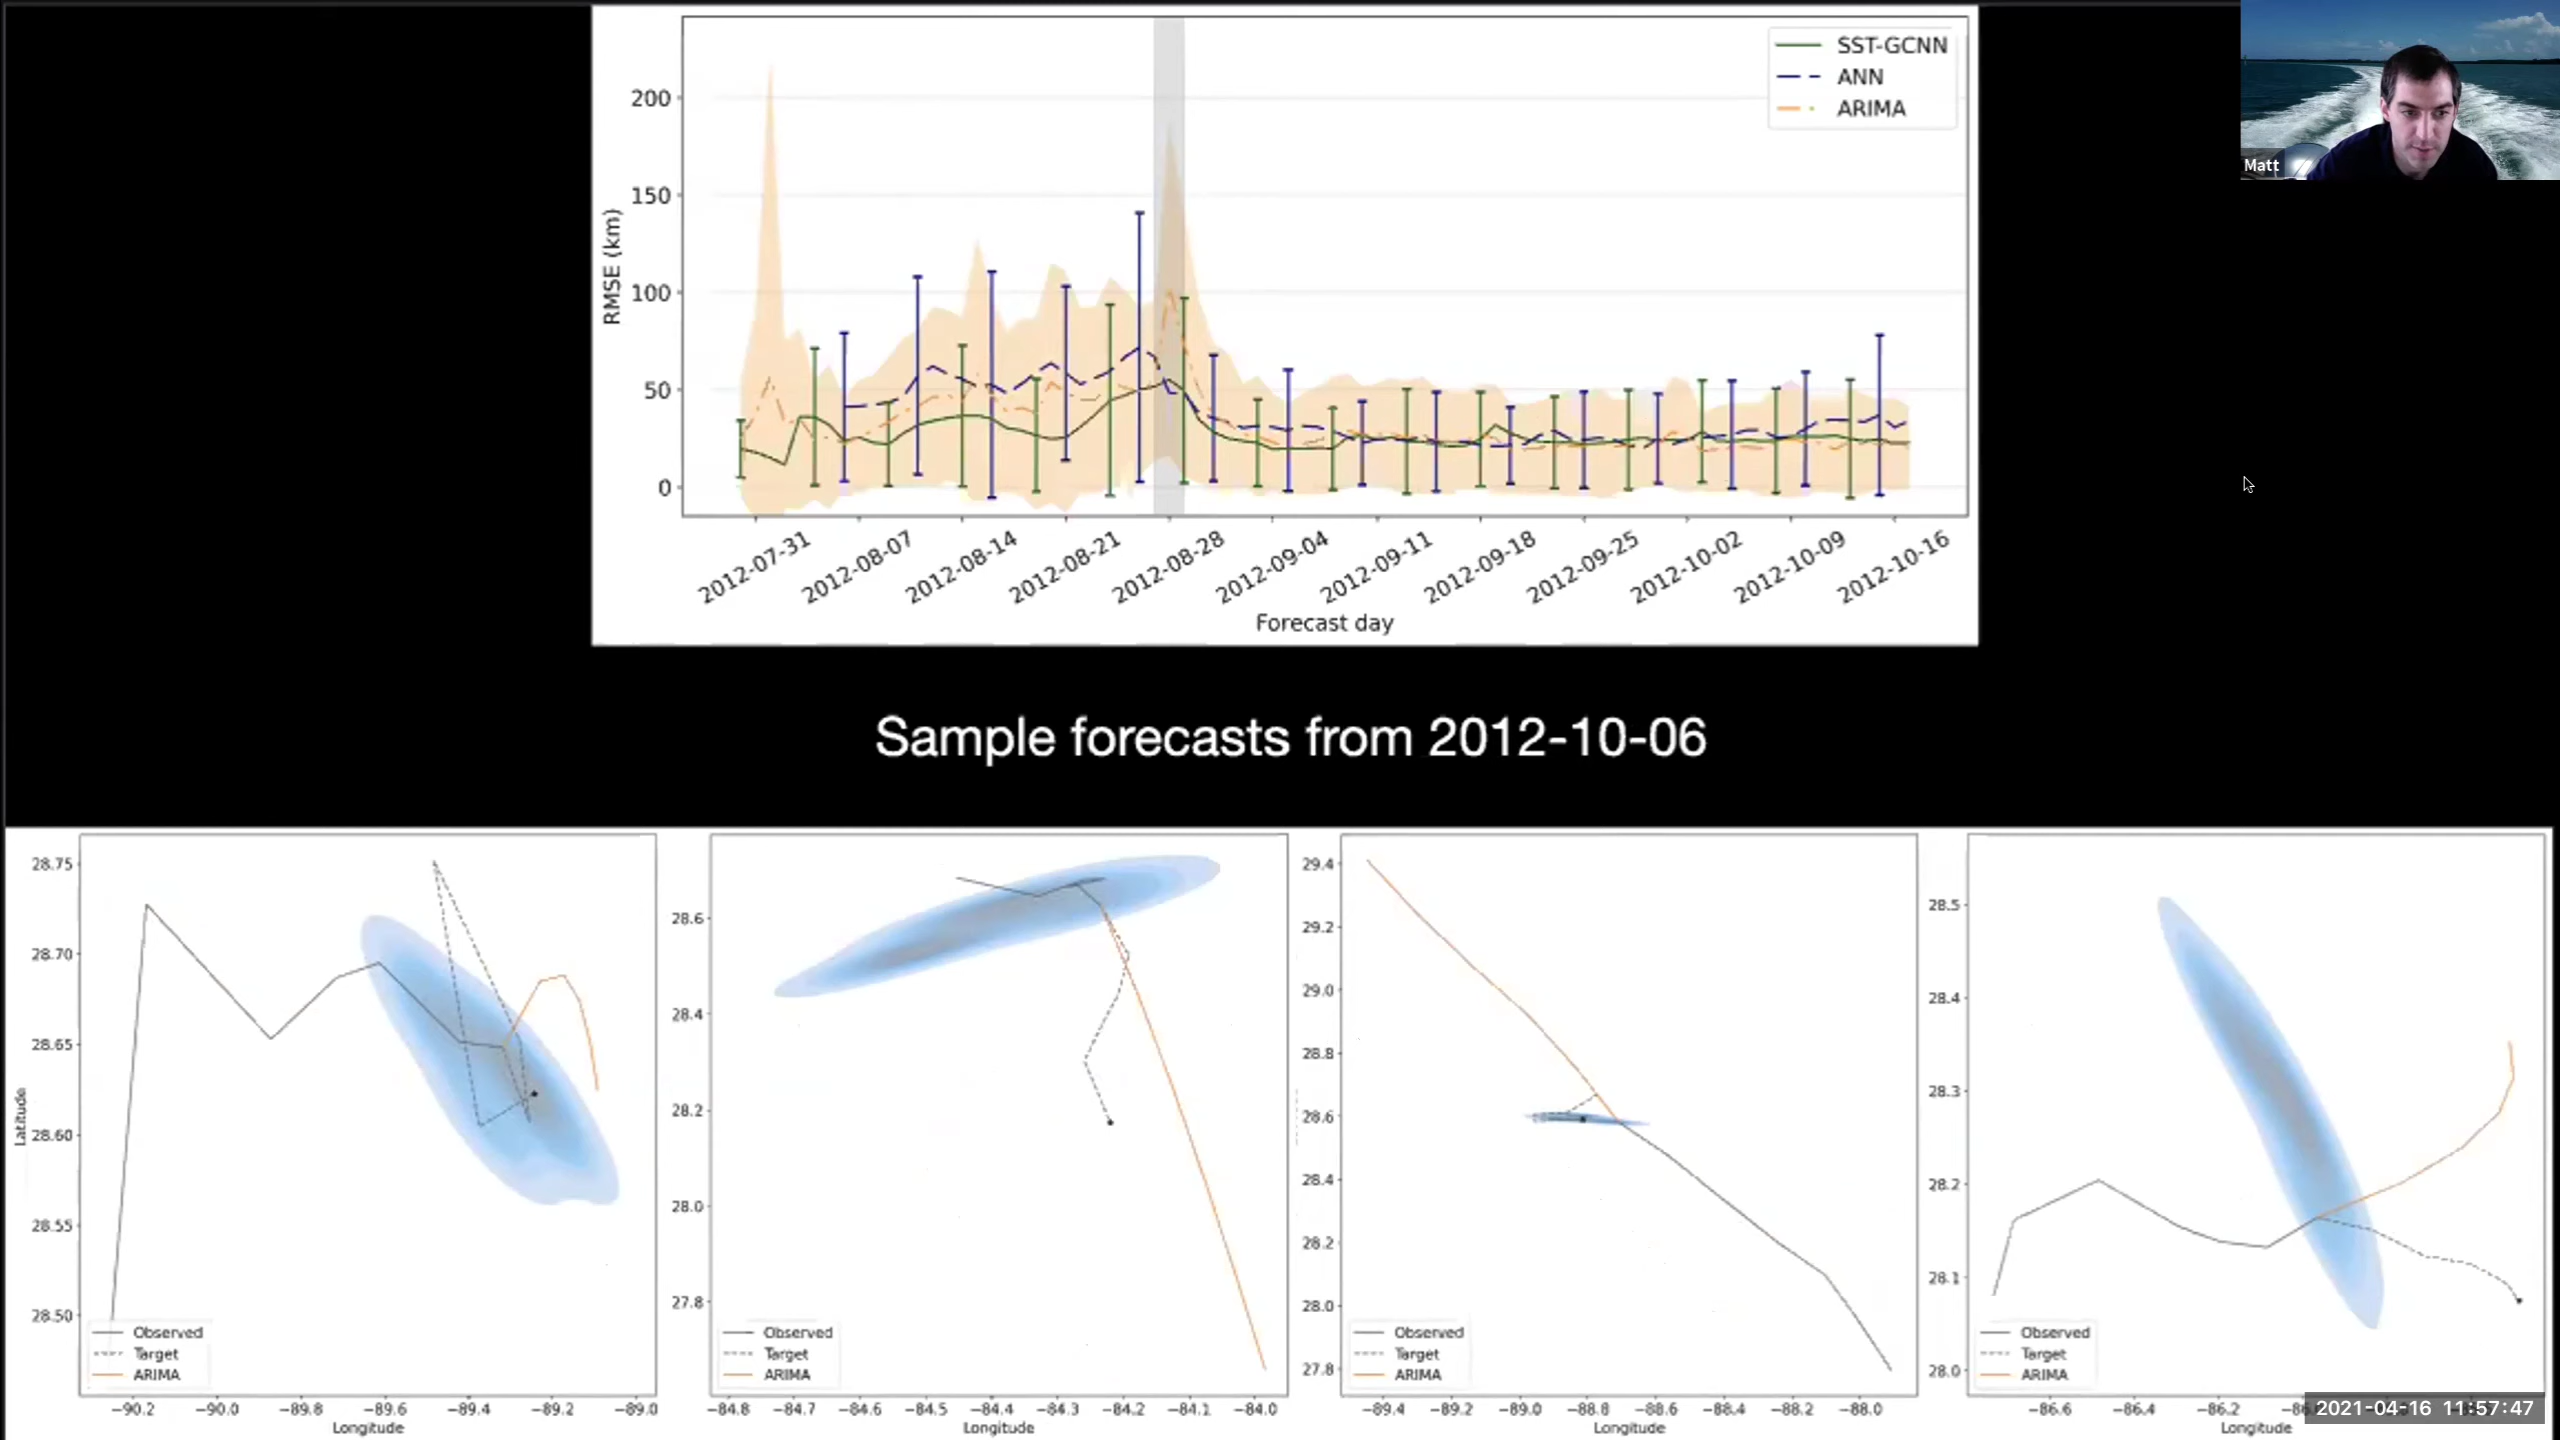 SST-GCNN
ANN
ARIMA
200
150
100
50
0
RMSE (km)
2012-07-31
2012-08-07
2012-08-14
2012-08-21
2012-08-28
2012-09-04
2012-09-11
2012-09-18
2012-09-25
2012-10-02
2012-10-09
2012-10-16
Forecast day
Matt
Sample forecasts from 2012-10-06
28.75
28.70
28.65
28.60
28.55
28.50
Latitude
Observed
Target
ARIMA
−90.2 −90.0 −89.8 −89.6 −89.4 −89.2 −89.0
Longitude
28.6
28.4
28.2
28.0
27.8
Observed
Target
ARIMA
−84.8 −84.7 −84.6 −84.5 −84.4 −84.3 −84.2 −84.1 −84.0
Longitude
29.4
29.2
29.0
28.8
28.6
28.4
28.2
28.0
27.8
Observed
Target
ARIMA
−89.4 −89.2 −89.0 −88.8 −88.6 −88.4 −88.2 −88.0
Longitude
28.5
28.4
28.3
28.2
28.1
28.0
Observed
Target
ARIMA
−86.6 −86.4 −86.2
Longitude
2021-04-16 11:57:47